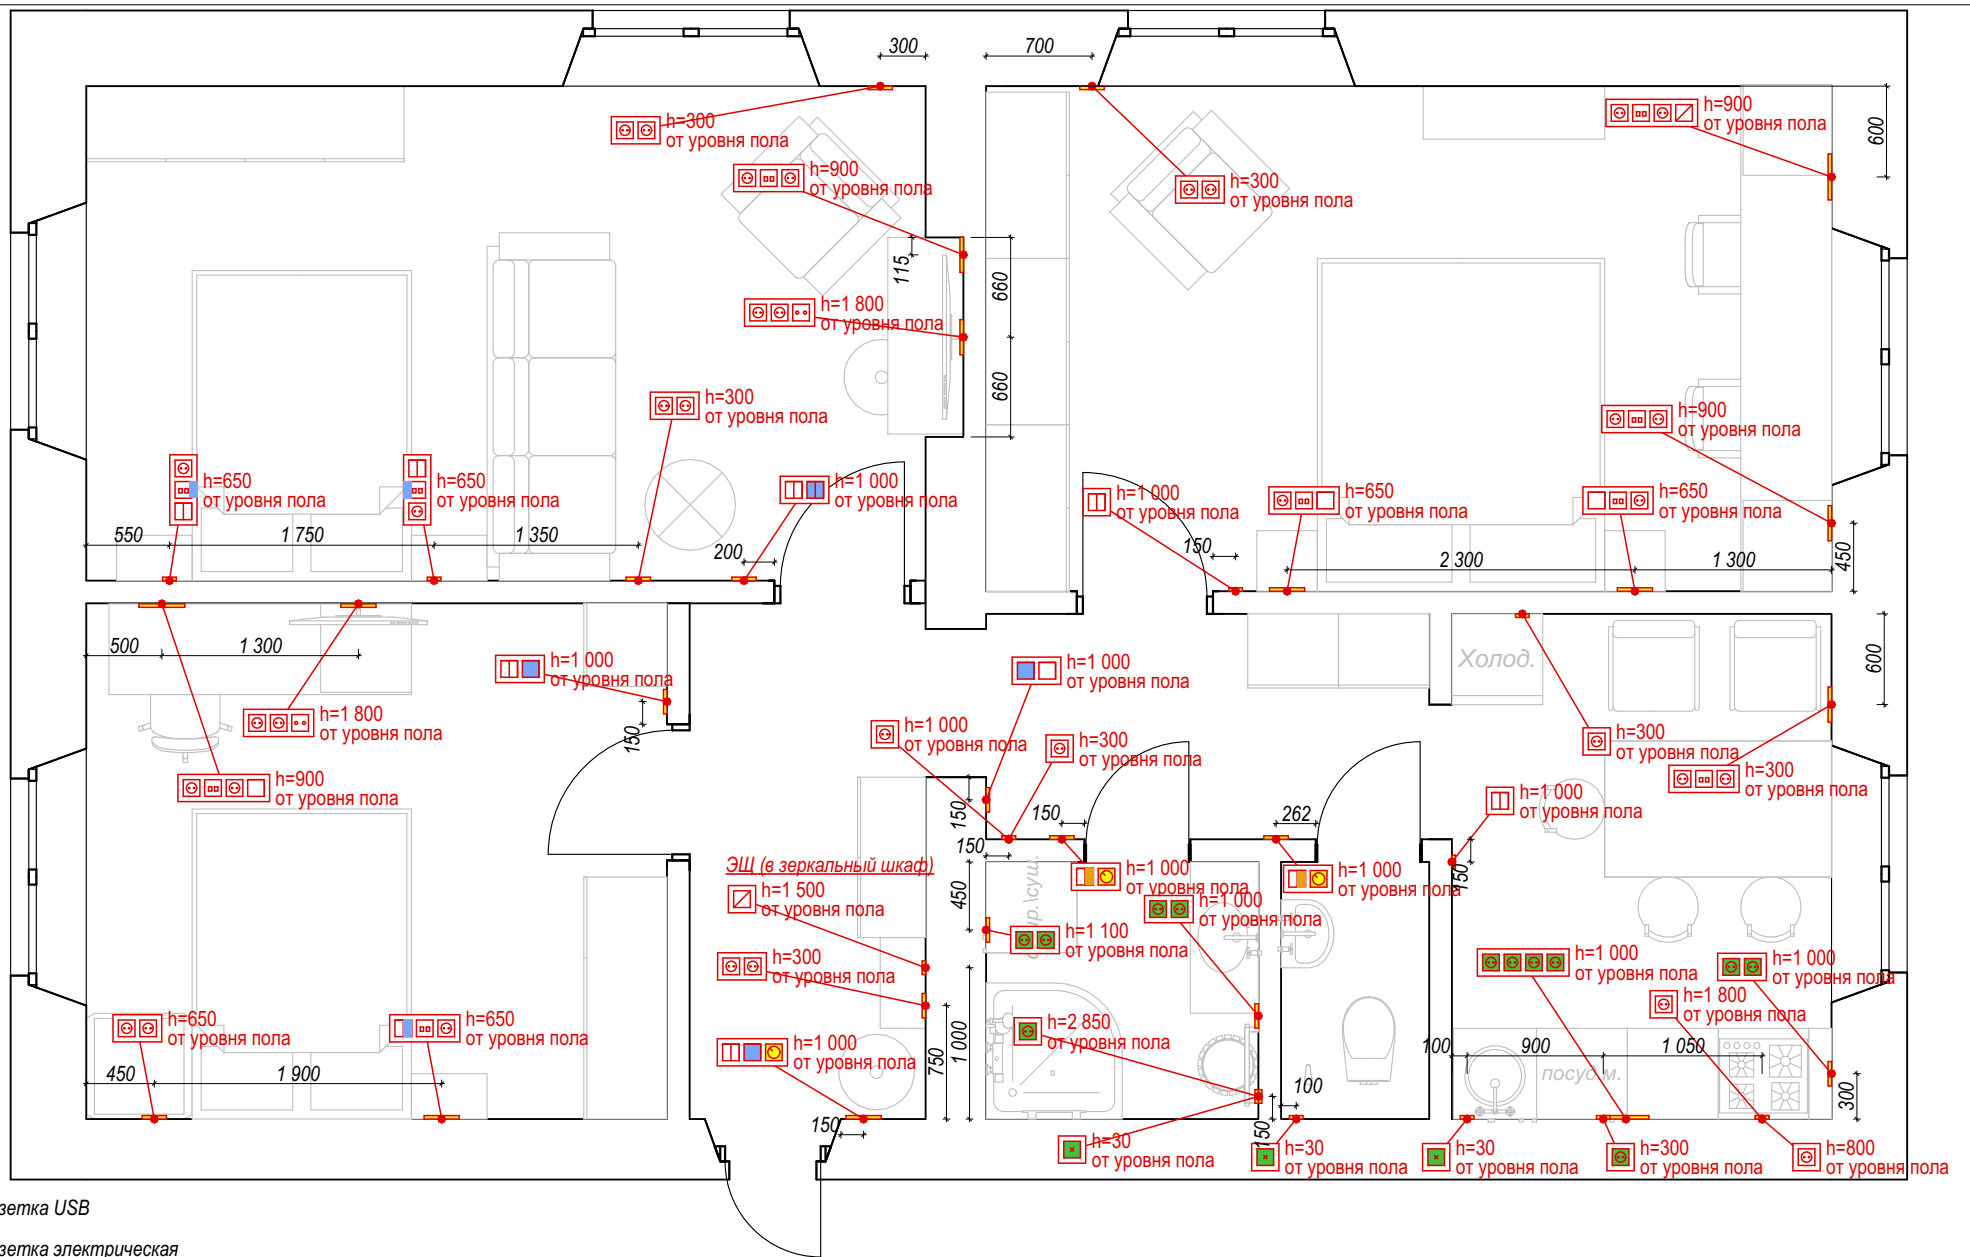 300
700
h=300
от уровня пола
h=900
от уровня пола
600
h=900
от уровня пола
h=300
от уровня пола
115
660
h=1 800
от уровня пола
660
h=300
от уровня пола
h=900
от уровня пола
h=650
от уровня пола
h=650
от уровня пола
h=1 000
от уровня пола
h=1 000
от уровня пола
h=650
от уровня пола
h=650
от уровня пола
550
1 750
1 350
200
150
2 300
1 300
450
500
1 300
h=1 000
от уровня пола
h=1 000
от уровня пола
Холод.
600
h=1 800
от уровня пола
150
h=1 000
от уровня пола
h=300
от уровня пола
h=300
от уровня пола
h=900
от уровня пола
h=300
от уровня пола
150
150
262
h=1 000
от уровня пола
150
ЭЩ (в зеркальный шкаф)
h=1 000
от уровня пола
h=1 000
от уровня пола
150
h=1 500
от уровня пола
450
h=1 000
от уровня пола
h=1 100
от уровня пола
h=300
от уровня пола
h=1 000
от уровня пола
h=1 000
от уровня пола
h=1 800
от уровня пола
h=650
от уровня пола
h=650
от уровня пола
h=1 000
от уровня пола
h=2 850
от уровня пола
1 000
750
450
1 900
100
100
900
1 050
посуд.м.
300
150
150
h=30
от уровня пола
h=30
от уровня пола
h=30
от уровня пола
h=300
от уровня пола
h=800
от уровня пола
зетка USB
зетка электрическая